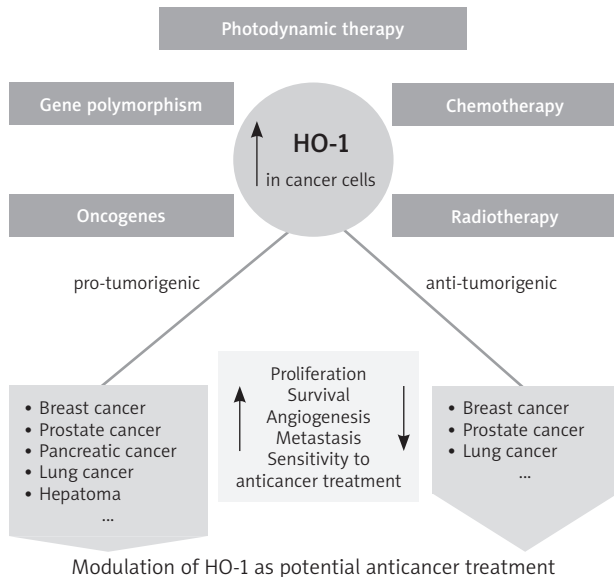 Photodynamic therapy
Gene polymorphism
Chemotherapy
HO-1
in cancer cells
Oncogenes
Radiotherapy
pro-tumorigenic
anti-tumorigenic
• Breast cancer
• Prostate cancer
• Pancreatic cancer
• Lung cancer
• Hepatoma
...
Proliferation
Survival
Angiogenesis
Metastasis
Sensitivity to
anticancer treatment
• Breast cancer
• Prostate cancer
• Lung cancer
...
Modulation of HO-1 as potential anticancer treatment